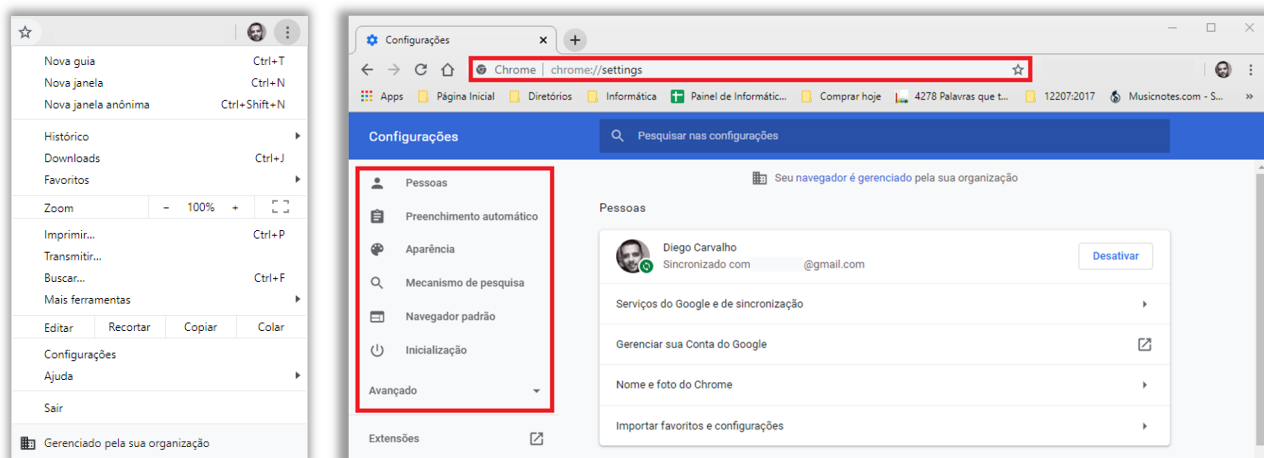 Nova guia Ctrl+T
Nova janela Ctrl+N
Nova janela anônima Ctrl+Shift+N
Histórico
Downloads Ctrl+J
Favoritos
Zoom - 100% +
Imprimir... Ctrl+P
Transmitir...
Buscar... Ctrl+F
Mais ferramentas
Editar Recortar Copiar Colar
Configurações
Ajuda
Sair
Gerenciado pela sua organização
Configurações
Chrome | chrome://settings
Apps Página Inicial Diretórios Informática Painel de Informátic... Comprar hoje 4278 Palavras que t... 12207:2017 Musicnotes.com - S... »
Configurações
Pesquisar nas configurações
Pessoas
Preenchimento automático
Aparência
Mecanismo de pesquisa
Navegador padrão
Inicialização
Avançado
Extensões
Seu navegador é gerenciado pela sua organização
Pessoas
Diego Carvalho
Sincronizado com @gmail.com
Desativar
Serviços do Google e de sincronização
Gerenciar sua Conta do Google
Nome e foto do Chrome
Importar favoritos e configurações